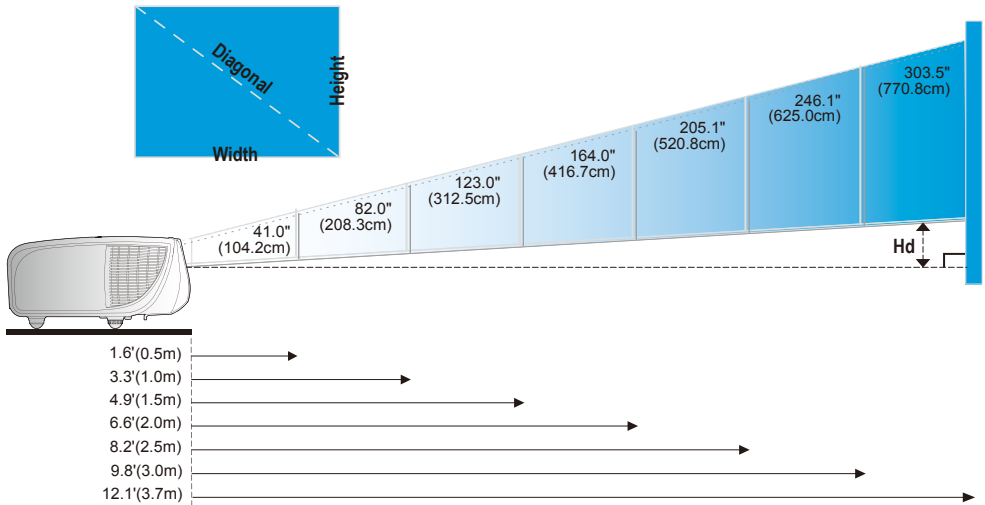 Diagonal
Height
Width
41.0"
(104.2cm)
82.0"
(208.3cm)
123.0"
(312.5cm)
164.0"
(416.7cm)
205.1"
(520.8cm)
246.1"
(625.0cm)
303.5"
(770.8cm)
Hd
1.6'(0.5m)
3.3'(1.0m)
4.9'(1.5m)
6.6'(2.0m)
8.2'(2.5m)
9.8'(3.0m)
12.1'(3.7m)